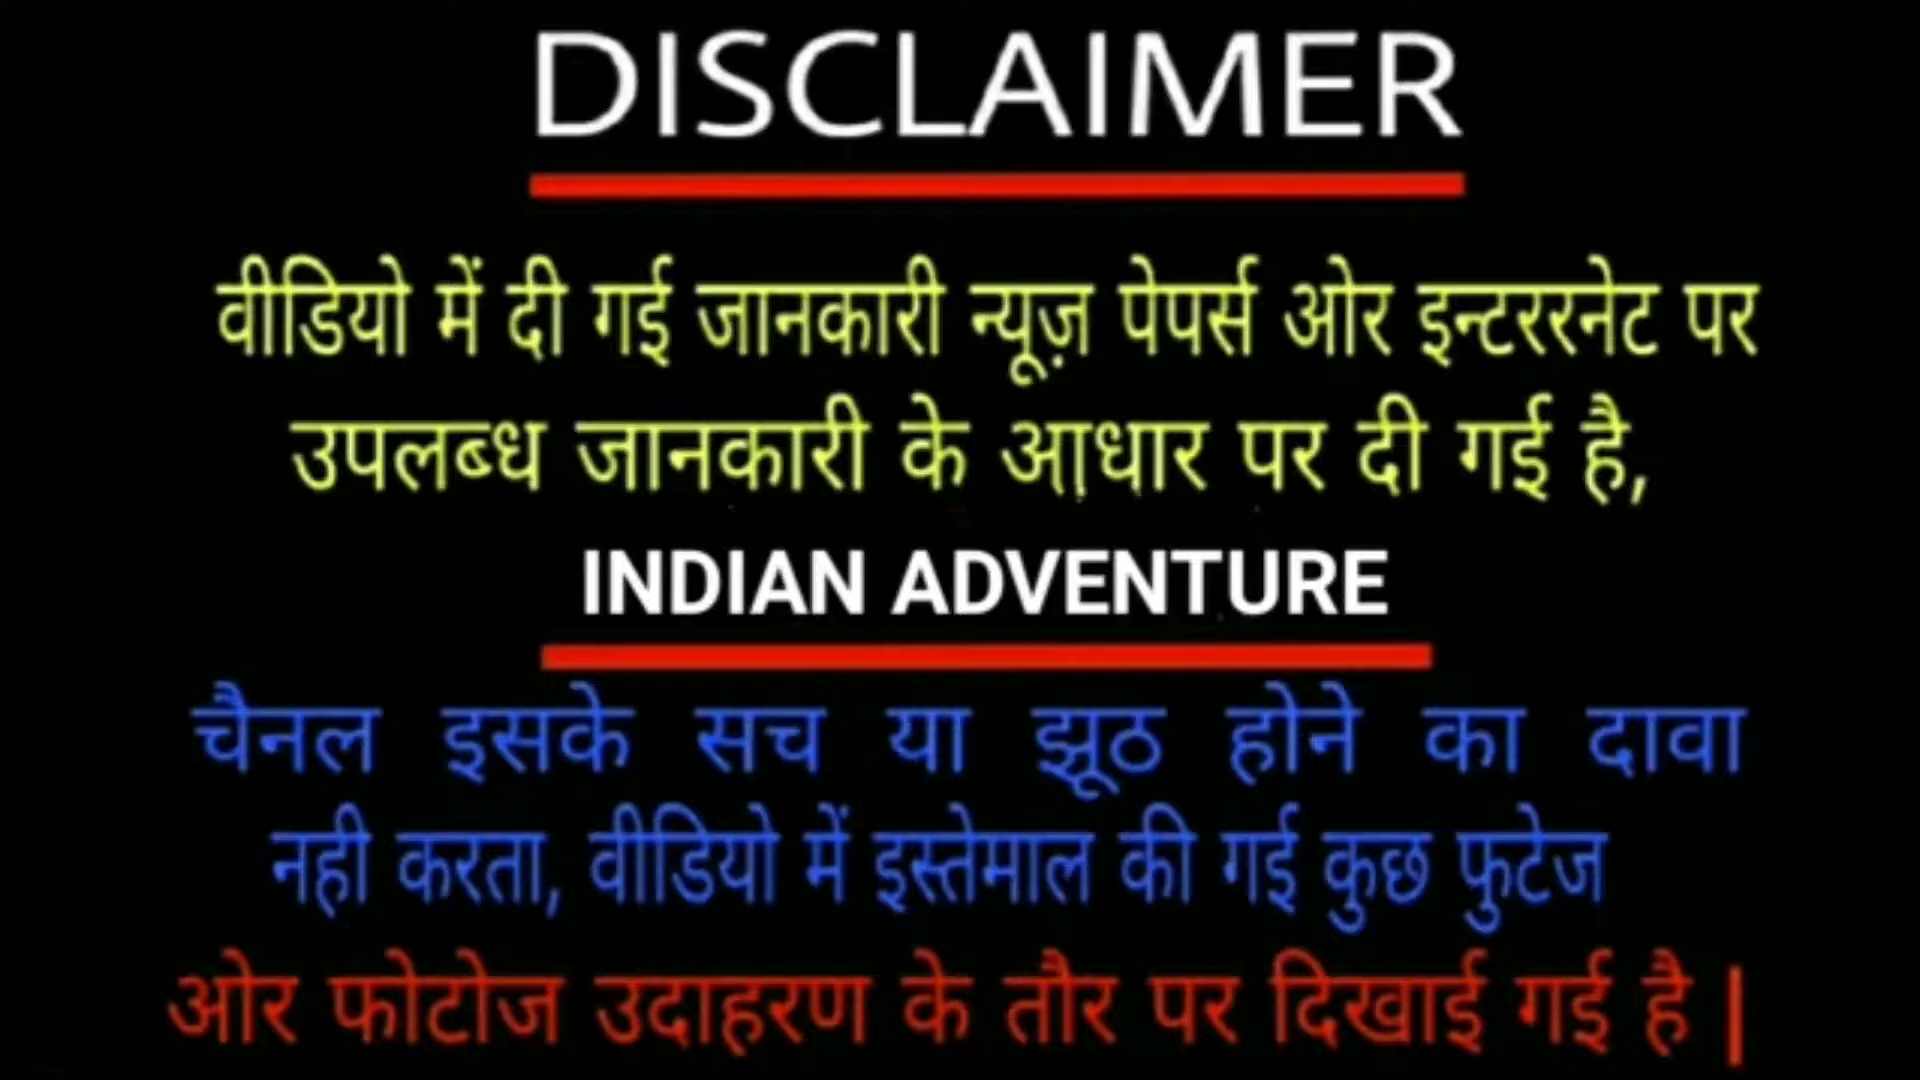 DISCLAIMER
वीडियो में दी गई जानकारी न्यूज़ पेपर्स ओर इन्टररनेट पर
उपलब्ध जानकारी के आ़धार पर दी गई है,
INDIAN ADVENTURE
चैनल इसके सच या झूठ होने का दावा
नही करता, वीडियो में इस्तेमाल की गई कुछ फुटेज
ओर फोटोज उदाहरण के तौर पर दिखाई गई है |